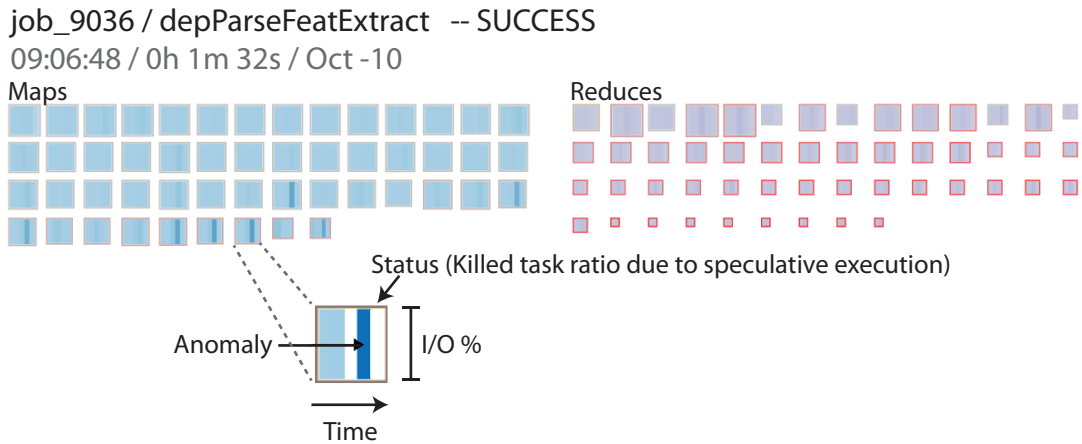 job_9036 / depParseFeatExtract -- SUCCESS
09:06:48 / 0h 1m 32s / Oct -10
Maps
Reduces
Status (Killed task ratio due to speculative execution)
Anomaly
I/O %
Time